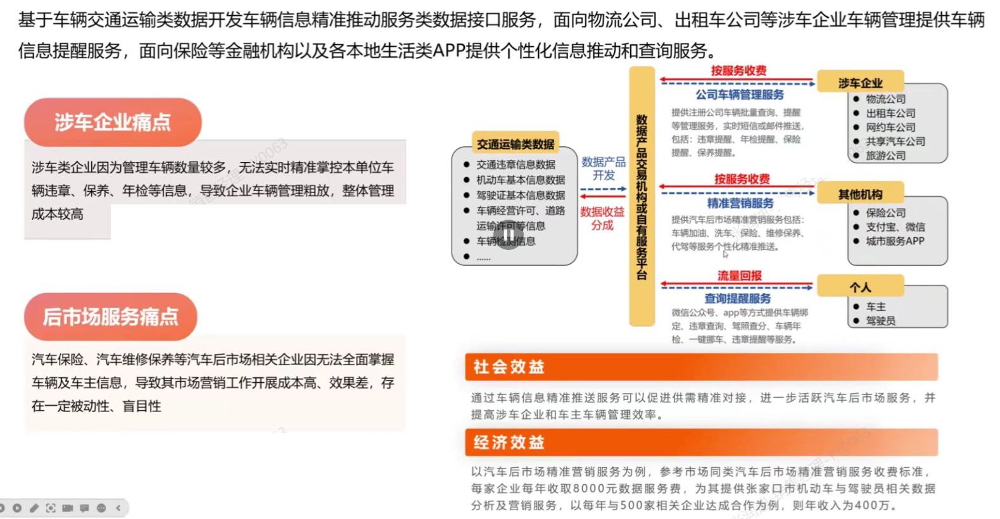 基于车辆交通运输类数据开发车辆信息精准推动服务类数据接口服务，面向物流公司、出租车公司等涉车企业车辆管理提供车辆
信息提醒服务，面向保险等金融机构以及各本地生活类APP提供个性化信息推动和查询服务。
涉车企业痛点
涉车类企业因为管理车辆数量较多，无法实时精准掌控本单位车
辆违章、保养、年检等信息，导致企业车辆管理粗放，整体管理
成本较高
后市场服务痛点
汽车保险、汽车维修保养等汽车后市场相关企业因无法全面掌握
车辆及车主信息，导致其市场营销工作开展成本高、效果差，存
在一定被动性、盲目性
交通运输类数据
● 交通违章信息数据
● 机动车基本信息数据
● 驾驶证基本信息数据
● 车辆经营许可、道路
运输许可等信息
● 车辆检测信息
● ......
数据产品
开发
数据收益
分成
数据产品交易机构或自有服务平台
按服务收费
公司车辆管理服务
提供注册公司车辆批量查询、提醒
等管理服务，实时短信或邮件推送，
包括：违章提醒、年检提醒、保险
提醒、保养提醒。
涉车企业
● 物流公司
● 出租车公司
● 网约车公司
● 共享汽车公司
● 旅游公司
按服务收费
精准营销服务
提供汽车后市场精准营销服务包括：
车辆加油、洗车、保险、维修保养、
代驾等服务个性化精准推送。
其他机构
● 保险公司
● 支付宝、微信
● 城市服务APP
流量回报
查询提醒服务
微信公众号、app等方式提供车辆绑
定、违章查询、驾照查分、车辆年
检、一键挪车、违章提醒等服务。
个人
● 车主
● 驾驶员
社会效益
通过车辆信息精准推送服务可以促进供需精准对接，进一步活跃汽车后市场服务，并
提高涉车企业和车主车辆管理效率。
经济效益
以汽车后市场精准营销服务为例，参考市场同类汽车后市场精准营销服务收费标准，
每家企业每年收取8000元数据服务费，为其提供张家口市机动车与驾驶员相关数据
分析及营销服务，以每年与500家相关企业达成合作为例，则年收入为400万。